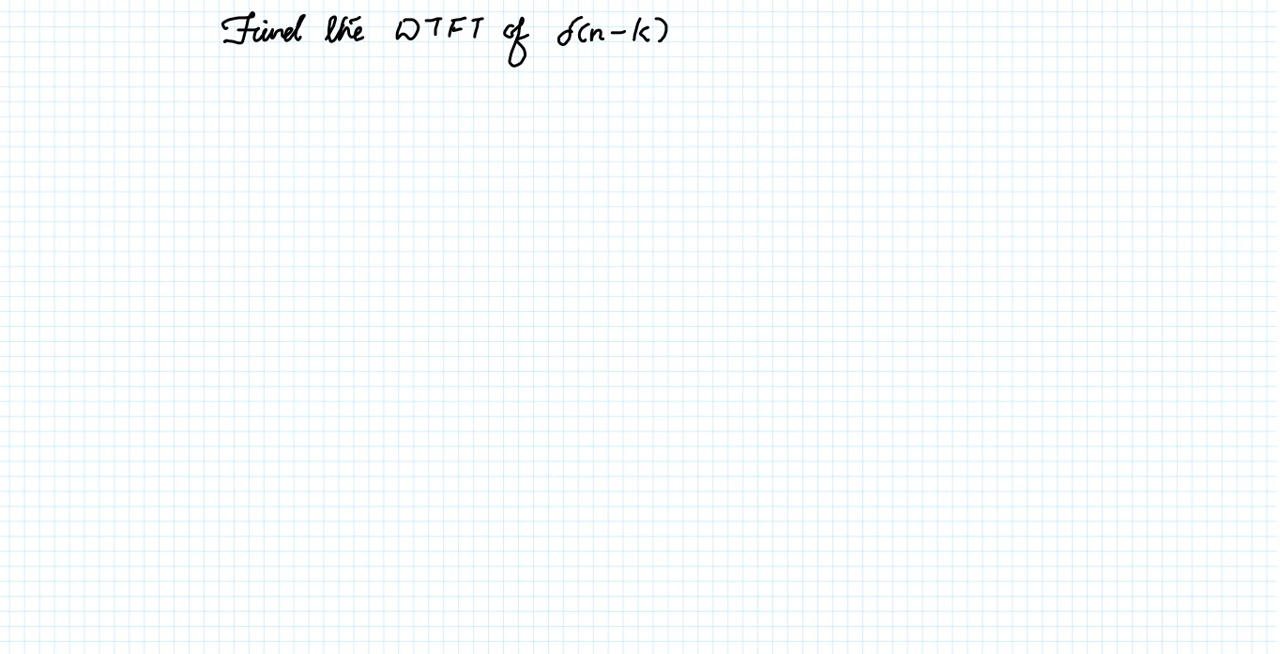 Find the DTFT of δ(n-k)